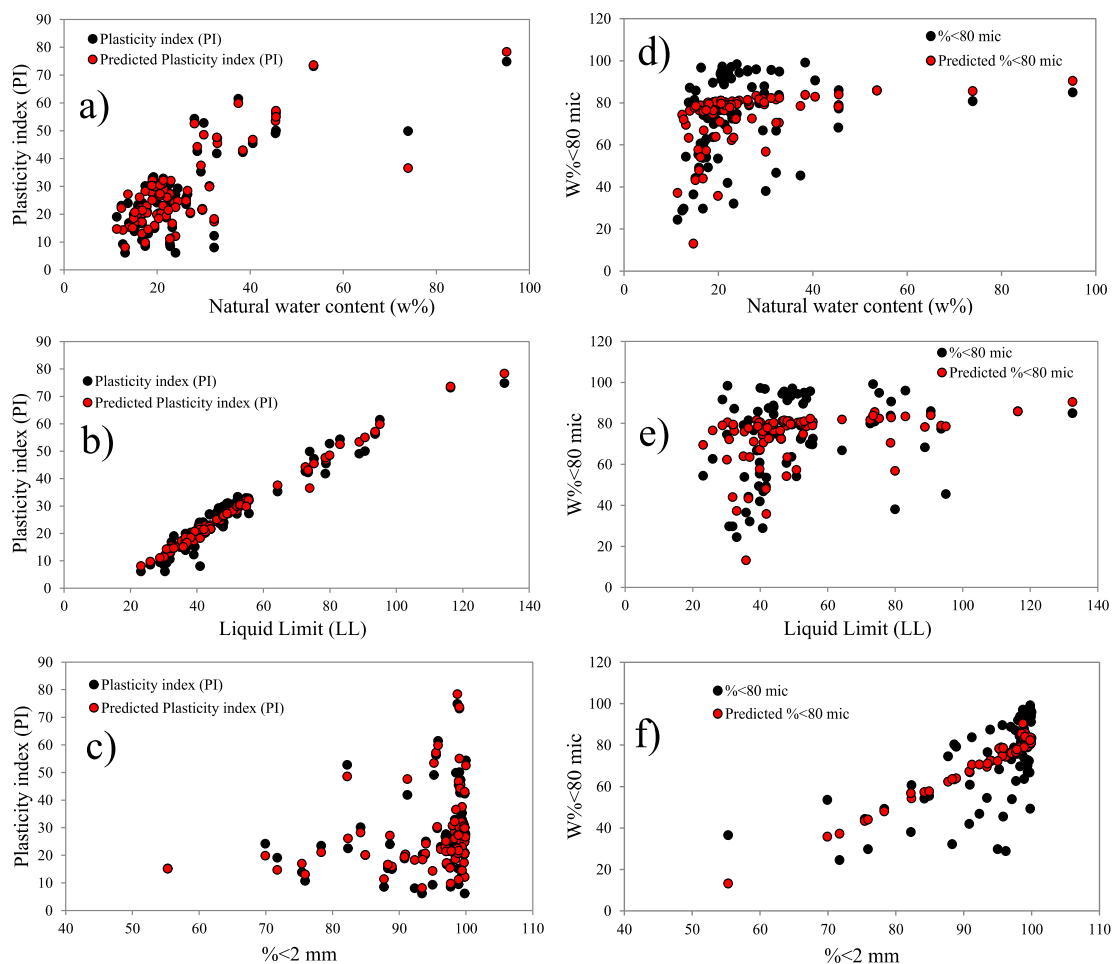 90
80
70
60
50
40
30
20
10
0
Plasticity index (PI)
Plasticity index (PI)
Predicted Plasticity index (PI)
a)
0 20 40 60 80 100
Natural water content (w%)
120
100
80
60
40
20
0
W%<80 mic
%<80 mic
Predicted %<80 mic
d)
0 20 40 60 80 100
Natural water content (w%)
90
80
70
60
50
40
30
20
10
0
Plasticity index (PI)
Plasticity index (PI)
Predicted Plasticity index (PI)
b)
0 20 40 60 80 100 120 140
Liquid Limit (LL)
120
100
80
60
40
20
0
W%<80 mic
%<80 mic
Predicted %<80 mic
e)
0 20 40 60 80 100 120 140
Liquid Limit (LL)
90
80
70
60
50
40
30
20
10
0
Plasticity index (PI)
Plasticity index (PI)
Predicted Plasticity index (PI)
c)
40 50 60 70 80 90 100 110
%<2 mm
120
100
80
60
40
20
0
W%<80 mic
%<80 mic
Predicted %<80 mic
f)
40 50 60 70 80 90 100 110
%<2 mm